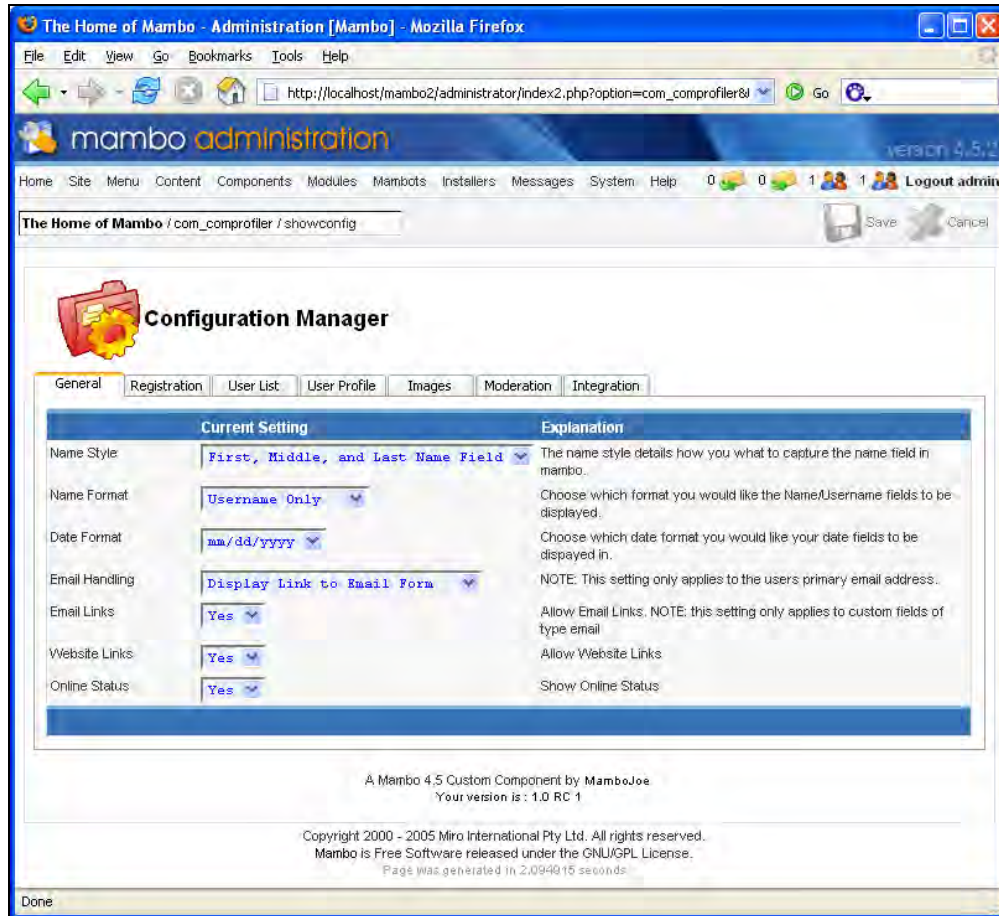 The Home of Mambo - Administration [Mambo] - Mozilla Firefox
File Edit View Go Bookmarks Tools Help
http://localhost/mambo2/administrator/index2.php?option=com_comprofiler& Go
mambo administration
version 4.5.2
Home Site Menu Content Components Modules Mambots Installers Messages System Help 0 0 1 1 Logout admin
The Home of Mambo / com_comprofiler / showconfig
Save Cancel
Configuration Manager
General Registration User List User Profile Images Moderation Integration
Current Setting Explanation
Name Style First, Middle, and Last Name Field The name style details how you what to capture the name field in
mambo.
Name Format Username Only Choose which format you would like the Name/Username fields to be
displayed.
Date Format mm/dd/yyyy Choose which date format you would like your date fields to be
dispayed in.
Email Handling Display Link to Email Form NOTE: This setting only applies to the users primary email address.
Email Links Yes Allow Email Links. NOTE: this setting only applies to custom fields of
type email
Website Links Yes Allow Website Links
Online Status Yes Show Online Status
A Mambo 4.5 Custom Component by MamboJoe
Your version is : 1.0 RC 1
Copyright 2000 - 2005 Miro International Pty Ltd. All rights reserved.
Mambo is Free Software released under the GNU/GPL License.
Page was generated in 2.094915 seconds
Done